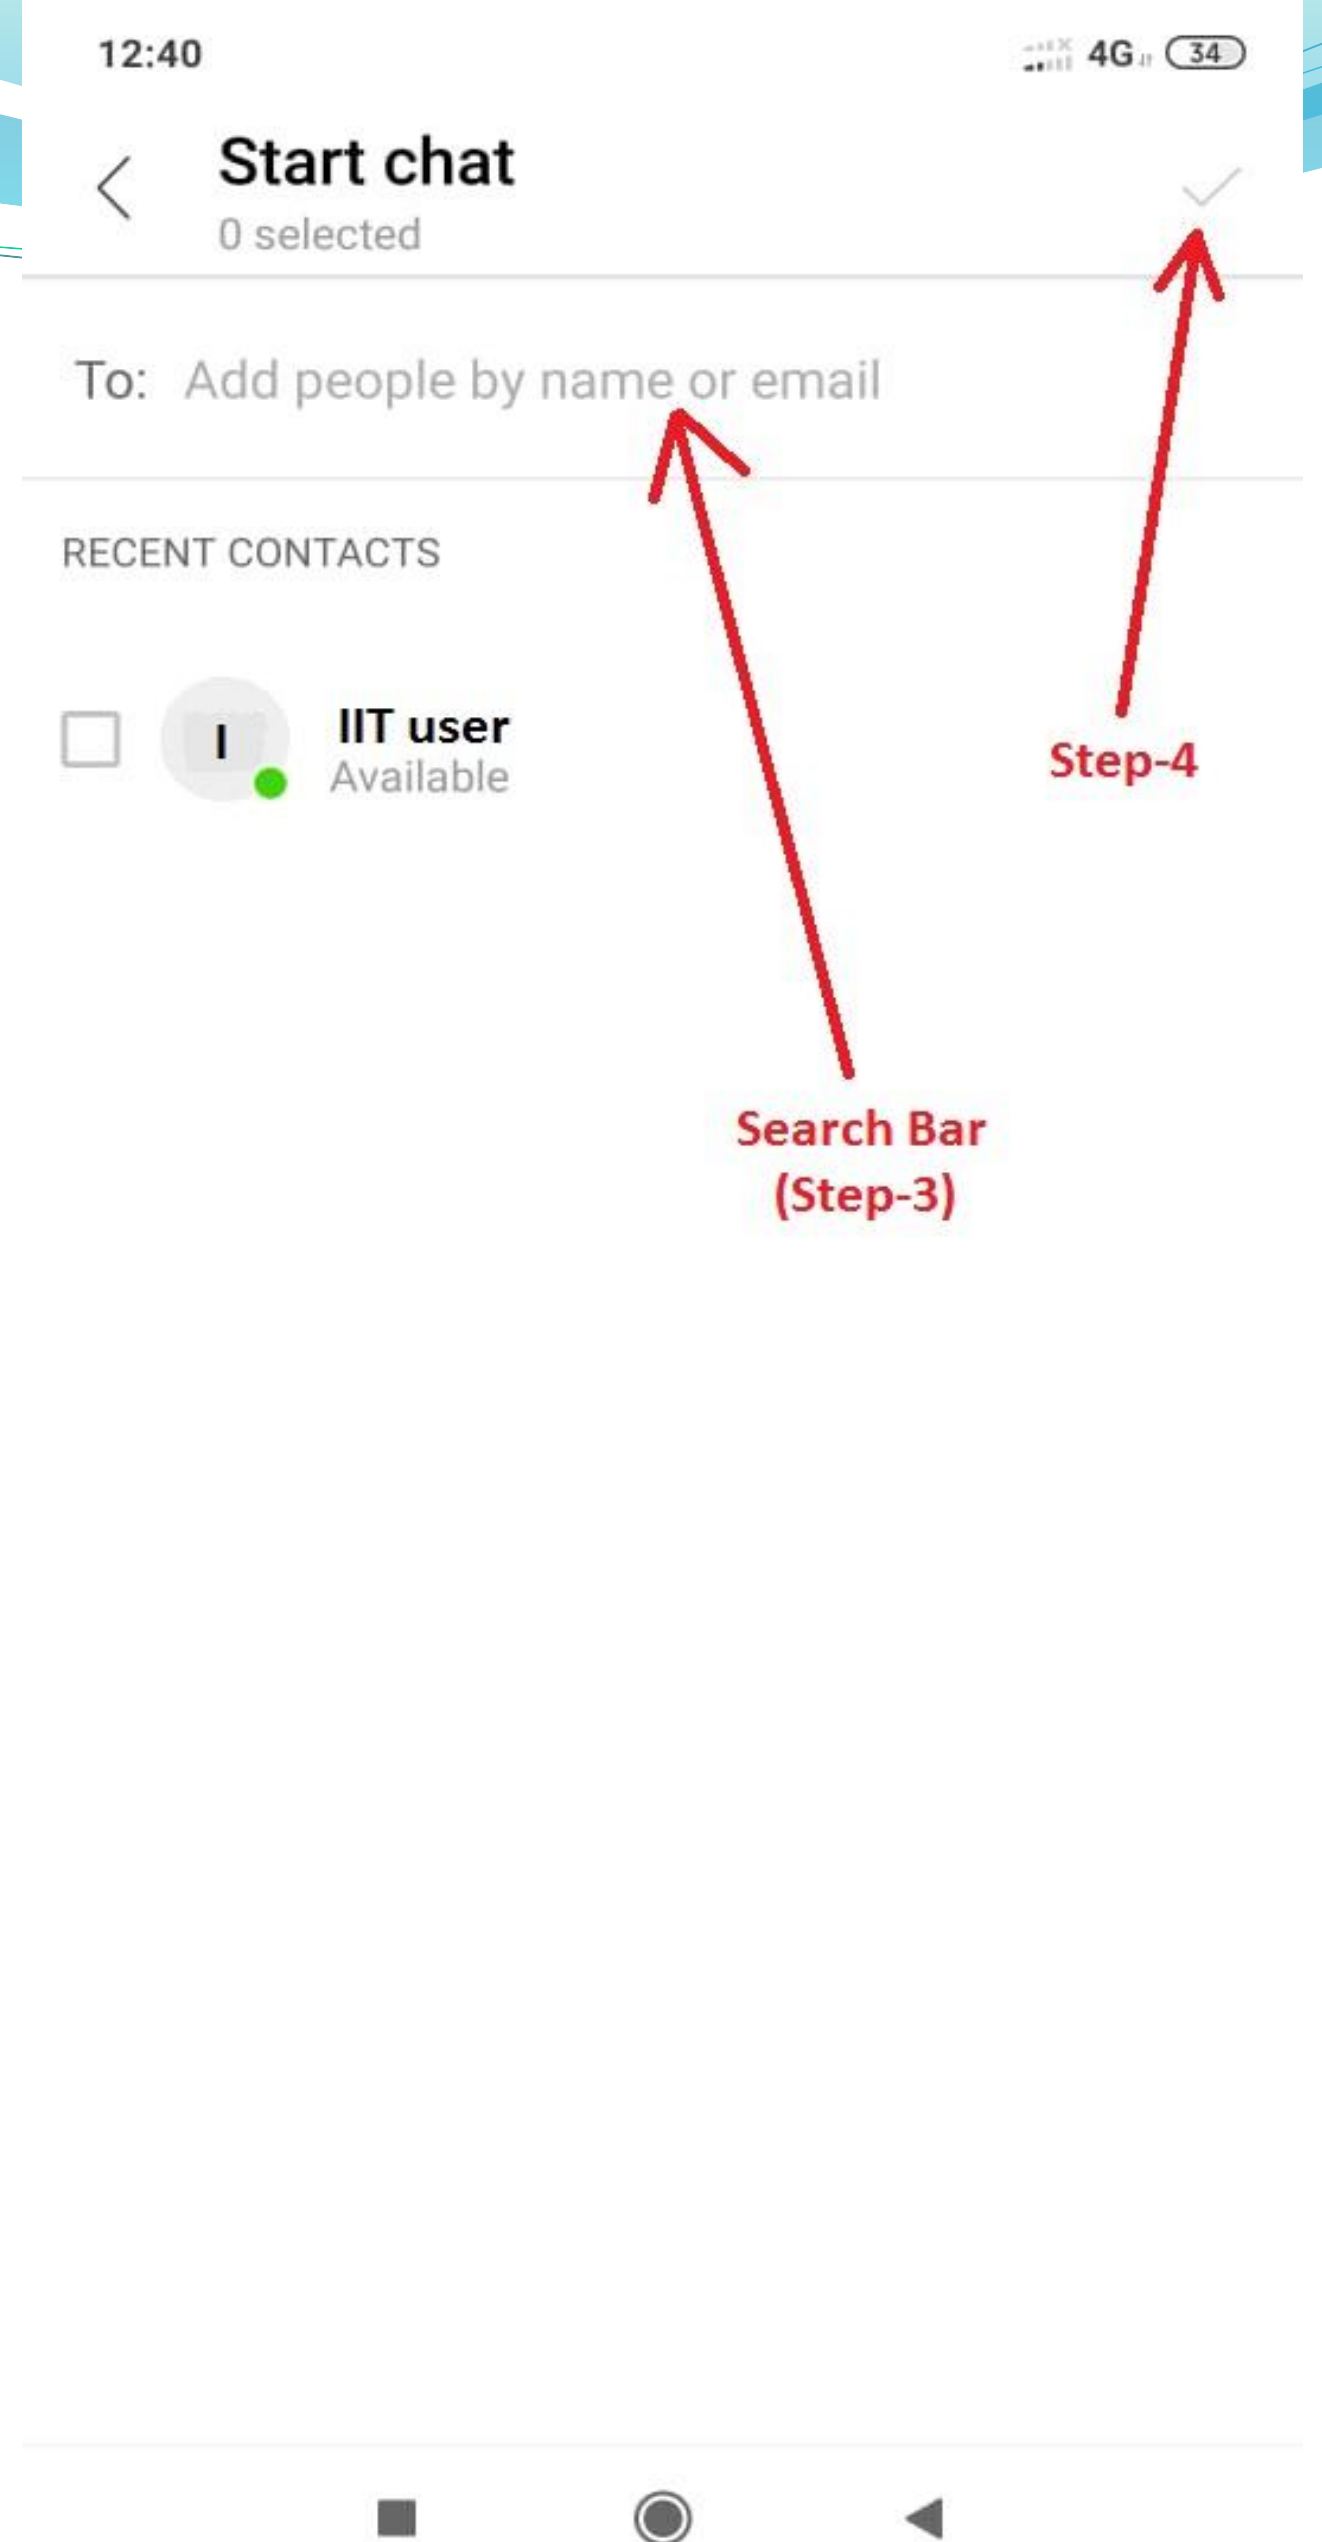 12:40
4G 34
Start chat
0 selected
To: Add people by name or email
RECENT CONTACTS
I
IIT user
Available
Step-4
Search Bar
(Step-3)